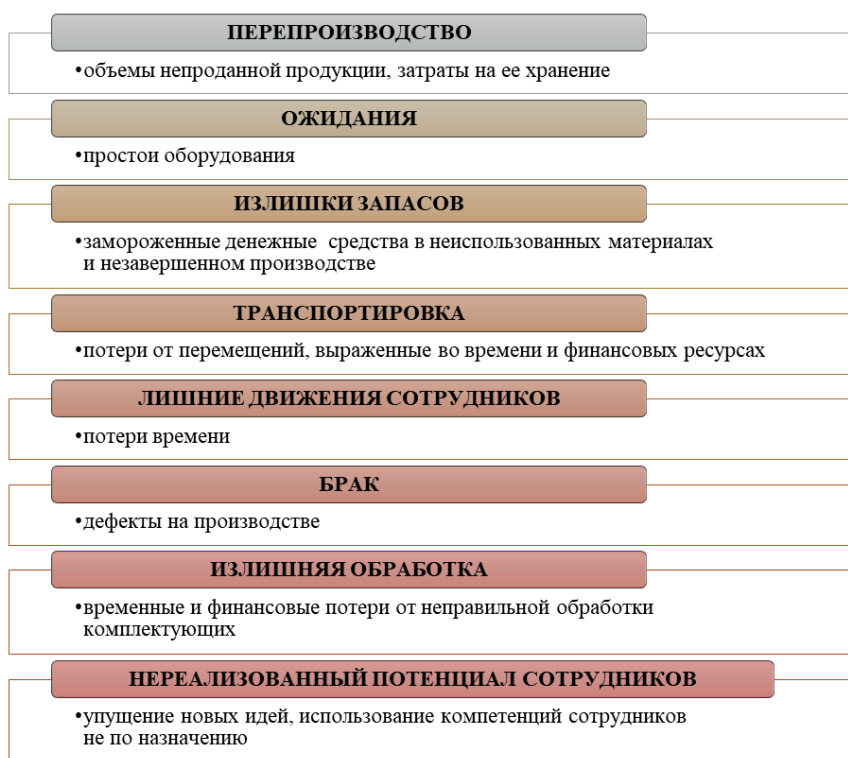 ПЕРЕПРОИЗВОДСТВО
•объемы непроданной продукции, затраты на ее хранение
ОЖИДАНИЯ
•простои оборудования
ИЗЛИШКИ ЗАПАСОВ
•замороженные денежные средства в неиспользованных материалах
и незавершенном производстве
ТРАНСПОРТИРОВКА
•потери от перемещений, выраженные во времени и финансовых ресурсах
ЛИШНИЕ ДВИЖЕНИЯ СОТРУДНИКОВ
•потери времени
БРАК
•дефекты на производстве
ИЗЛИШНЯЯ ОБРАБОТКА
•временные и финансовые потери от неправильной обработки
комплектующих
НЕРЕАЛИЗОВАННЫЙ ПОТЕНЦИАЛ СОТРУДНИКОВ
•упущение новых идей, использование компетенций сотрудников
не по назначению